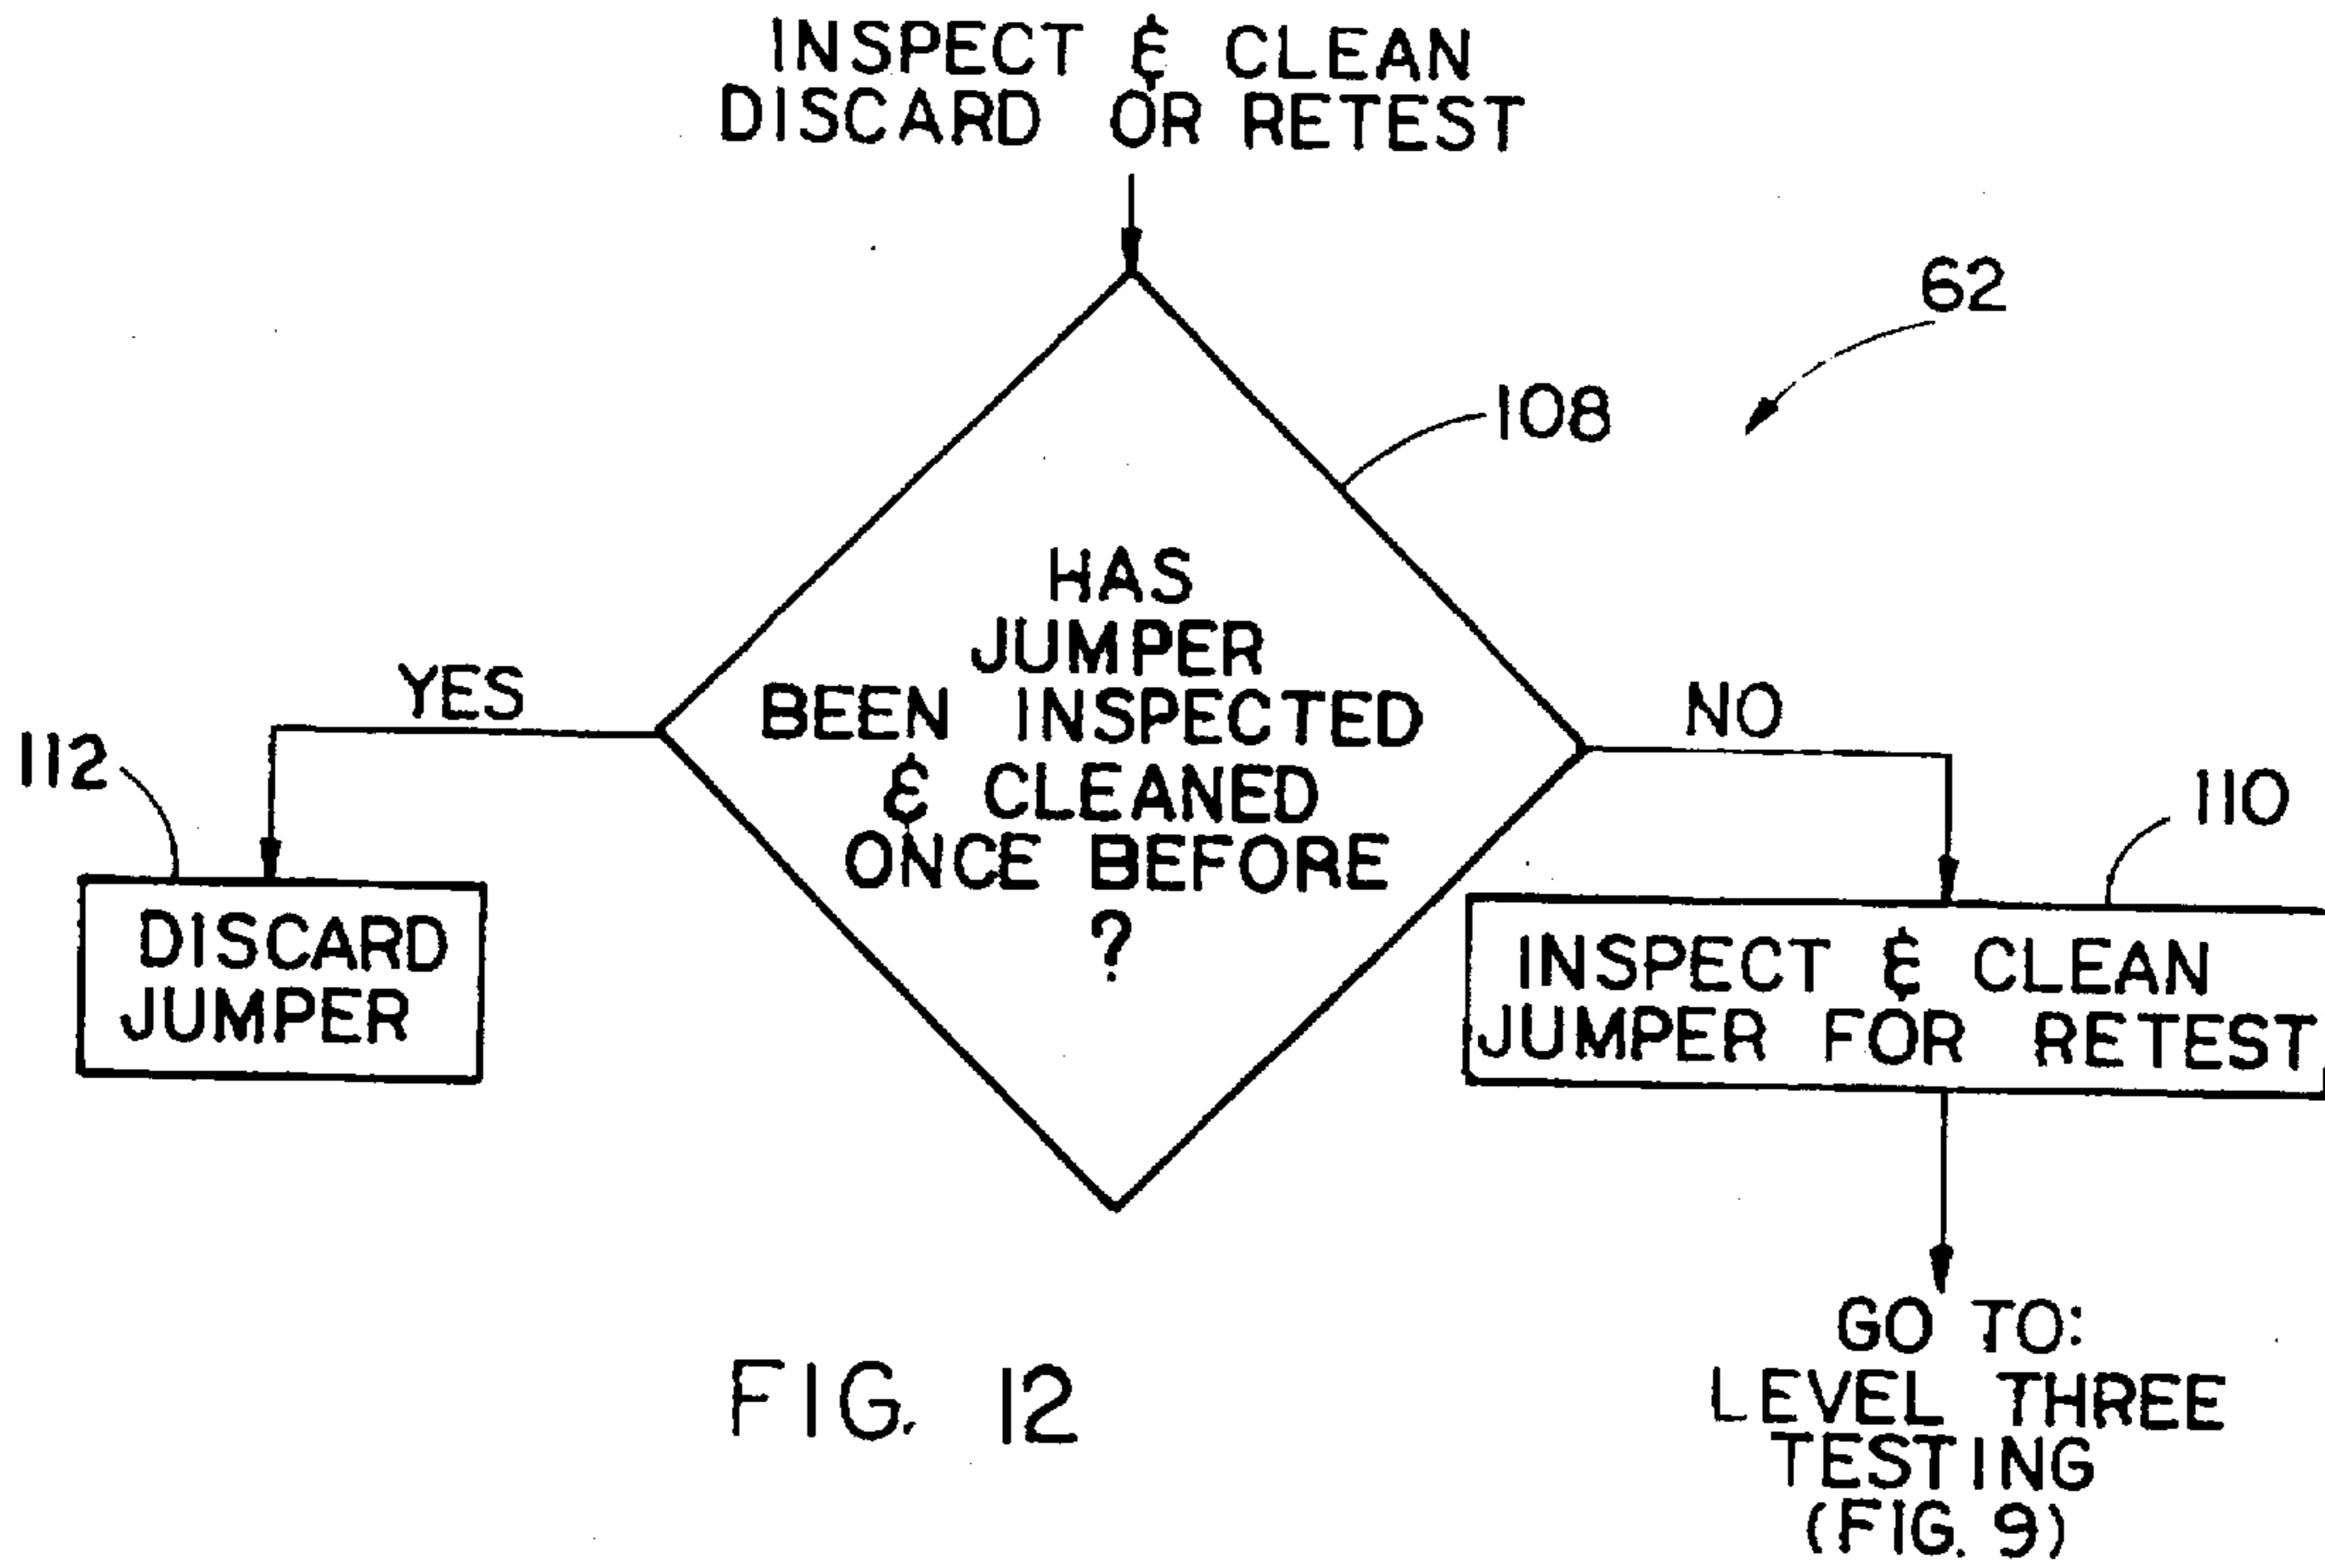 INSPECT & CLEAN
DISCARD OR RETEST
62
108
HAS
JUMPER
BEEN INSPECTED
& CLEANED
ONCE BEFORE
?
YES
NO
112
110
DISCARD
JUMPER
INSPECT & CLEAN
JUMPER FOR RETEST
GO TO:
LEVEL THREE
TESTING
(FIG. 9)
FIG. 12